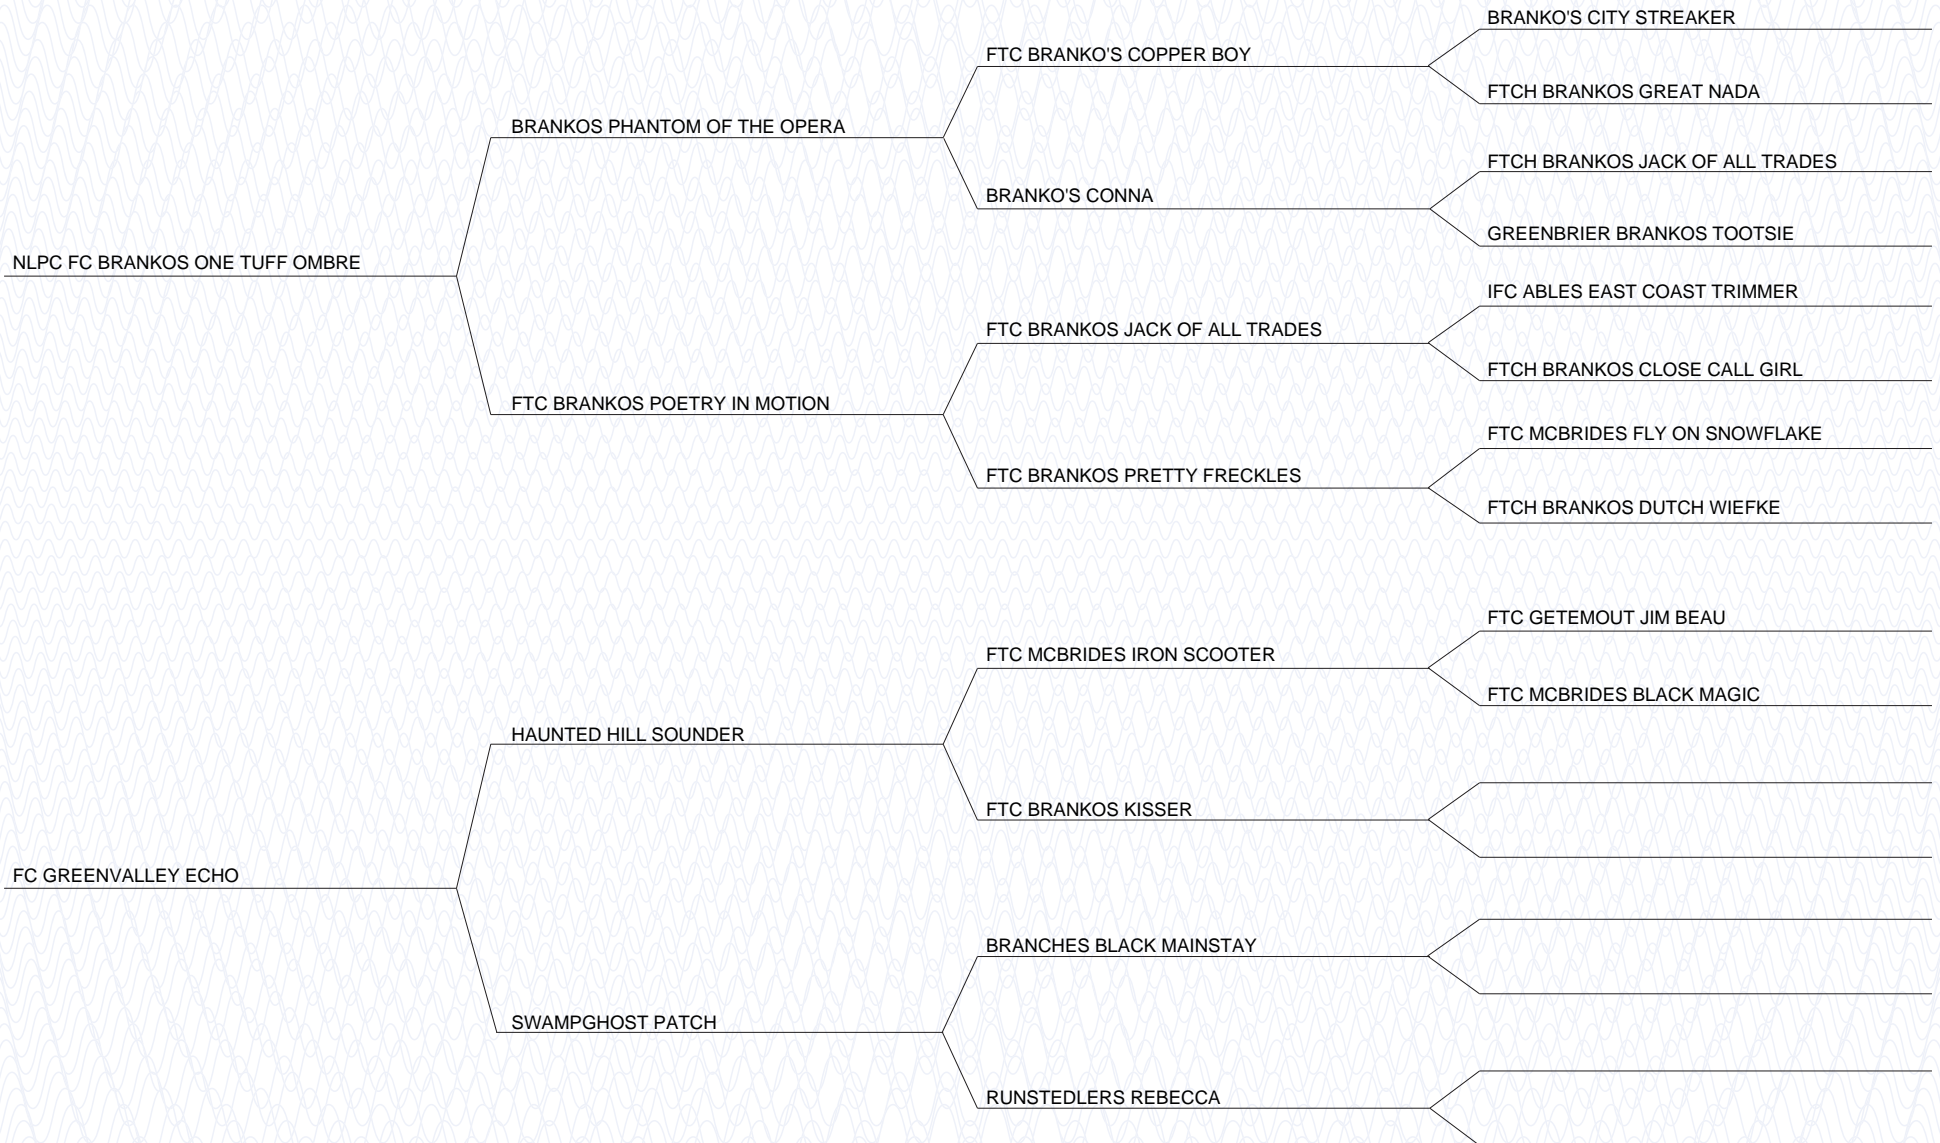 BRANKO'S CITY STREAKER
FTC BRANKO'S COPPER BOY
FTCH BRANKOS GREAT NADA
BRANKOS PHANTOM OF THE OPERA
FTCH BRANKOS JACK OF ALL TRADES
BRANKO'S CONNA
GREENBRIER BRANKOS TOOTSIE
NLPC FC BRANKOS ONE TUFF OMBRE
IFC ABLES EAST COAST TRIMMER
FTC BRANKOS JACK OF ALL TRADES
FTCH BRANKOS CLOSE CALL GIRL
FTC BRANKOS POETRY IN MOTION
FTC MCBRIDES FLY ON SNOWFLAKE
FTC BRANKOS PRETTY FRECKLES
FTCH BRANKOS DUTCH WIEFKE
FTC GETEMOUT JIM BEAU
FTC MCBRIDES IRON SCOOTER
FTC MCBRIDES BLACK MAGIC
HAUNTED HILL SOUNDER
FTC BRANKOS KISSER
FC GREENVALLEY ECHO
BRANCHES BLACK MAINSTAY
SWAMPGHOST PATCH
RUNSTEDLERS REBECCA